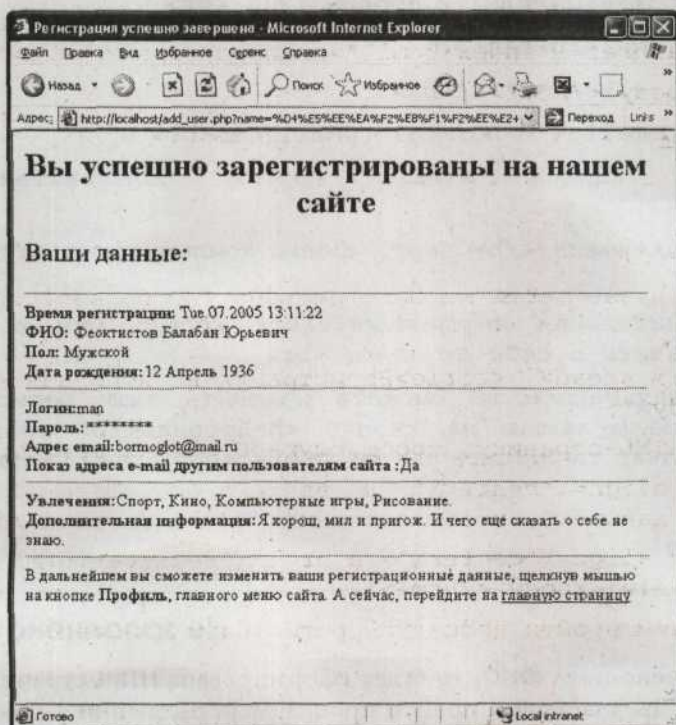 Регистрация успешно завершена - Microsoft Internet Explorer
Файл Правка Вид Избранное Сервис Справка
Назад Поиск Избранное
Адрес: http://localhost/add_user.php?name=%D4%E5%EE%EA%F2%E8%F1%F2%EE%E2+ Переход Links
Вы успешно зарегистрированы на нашем
сайте
Ваши данные:
Время регистрации: Tue.07.2005 13:11:22
ФИО: Феоктистов Балабан Юрьевич
Пол: Мужской
Дата рождения: 12 Апрель 1936
Логин:man
Пароль:********
Адрес email:bormoglot@mail.ru
Показ адреса e-mail другим пользователям сайта :Да
Увлечения:Спорт, Кино, Компьютерные игры, Рисование.
Дополнительная информация:Я хорош, мил и пригож. И чего ещё сказать о себе не
знаю.
В дальнейшем вы сможете изменить ваши регистрационные данные, щелкнув мышью
на кнопке Профиль, главного меню сайта. А сейчас, перейдите на главную страницу
Готово Local intranet